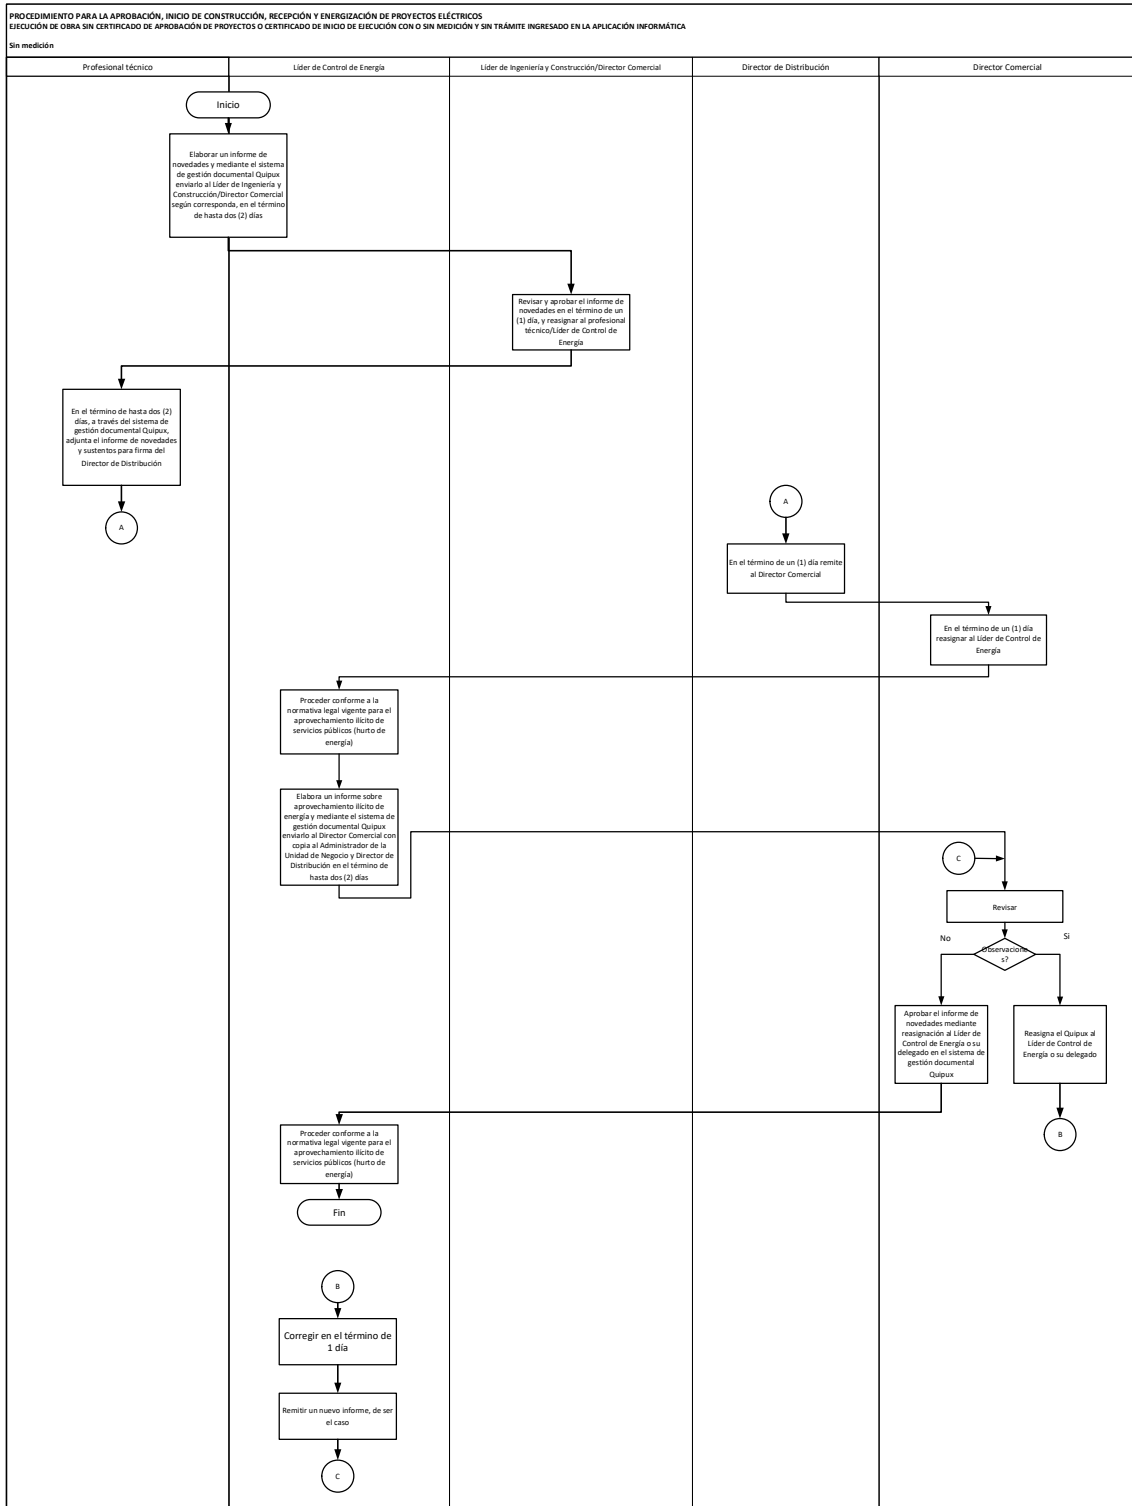 PROCEDIMIENTO PARA LA APROBACIÓN, INICIO DE CONSTRUCCIÓN, RECEPCIÓN Y ENERGIZACIÓN DE PROYECTOS ELÉCTRICOS
EJECUCIÓN DE OBRA SIN CERTIFICADO DE APROBACIÓN DE PROYECTOS O CERTIFICADO DE INICIO DE EJECUCIÓN CON O SIN MEDICIÓN Y SIN TRÁMITE INGRESADO EN LA APLICACIÓN INFORMÁTICA
Sin medición
Profesional técnico
Líder de Control de Energía
Líder de Ingeniería y Construcción/Director Comercial
Director de Distribución
Director Comercial
Inicio
Elaborar un informe de
novedades y mediante el sistema
de gestión documental Quipux
enviarlo al Líder de Ingeniería y
Construcción/Director Comercial
según corresponda, en el término
de hasta dos (2) días
Revisar y aprobar el informe de
novedades en el término de un
(1) día, y reasignar al profesional
técnico/Líder de Control de
Energía
En el término de hasta dos (2)
días, a través del sistema de
gestión documental Quipux,
adjunta el informe de novedades
y sustentos para firma del
Director de Distribución
A
A
En el término de un (1) día remite
al Director Comercial
En el término de un (1) día
reasignar al Líder de Control de
Energía
Proceder conforme a la
normativa legal vigente para el
aprovechamiento ilícito de
servicios públicos (hurto de
energía)
Elabora un informe sobre
aprovechamiento ilícito de
energía y mediante el sistema de
gestión documental Quipux
enviarlo al Director Comercial con
copia al Administrador de la
Unidad de Negocio y Director de
Distribución en el término de
hasta dos (2) días
C
Revisar
No
Si
Observacione
s?
Aprobar el informe de
novedades mediante
reasignación al Líder de
Control de Energía o su
delegado en el sistema de
gestión documental
Quipux
Reasigna el Quipux al
Líder de Control de
Energía o su delegado
B
Proceder conforme a la
normativa legal vigente para el
aprovechamiento ilícito de
servicios públicos (hurto de
energía)
Fin
B
Corregir en el término de
1 día
Remitir un nuevo informe, de ser
el caso
C